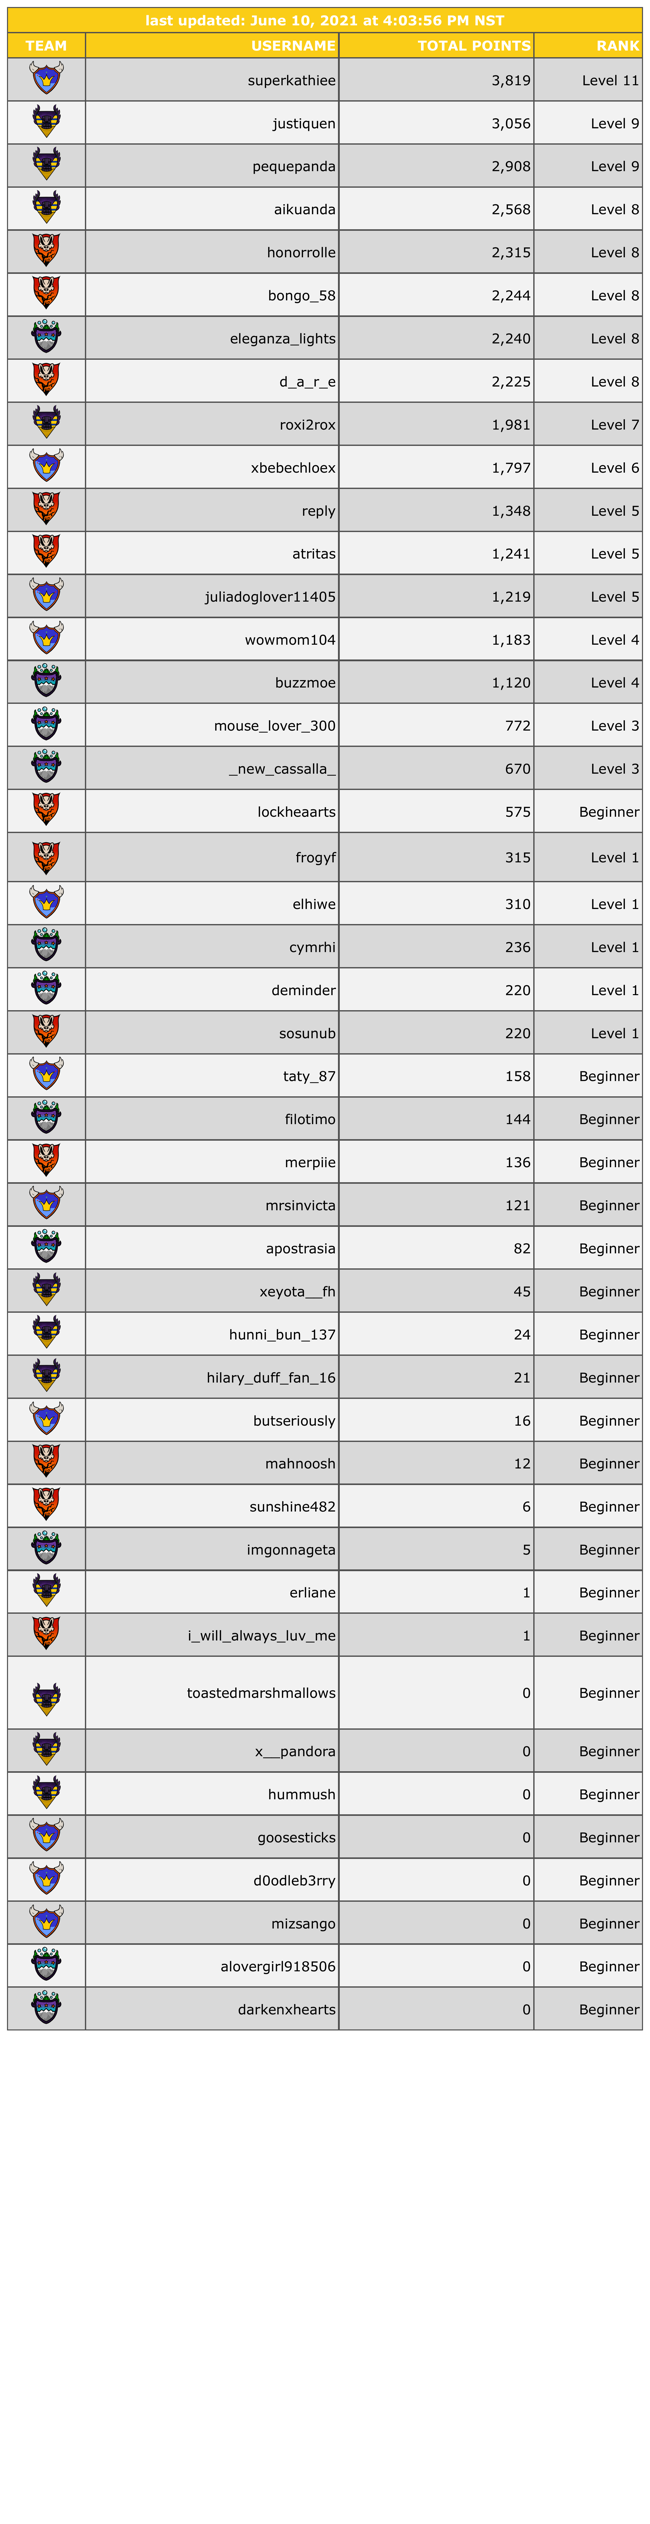 last updated: June 10, 2021 at 4:03:56 PM NST
TEAM USERNAME TOTAL POINTS RANK
superkathiee 3,819 Level 11
justiquen 3,056 Level 9
pequepanda 2,908 Level 9
aikuanda 2,568 Level 8
honorrolle 2,315 Level 8
bongo_58 2,244 Level 8
eleganza_lights 2,240 Level 8
d_a_r_e 2,225 Level 8
roxi2rox 1,981 Level 7
xbebechloex 1,797 Level 6
reply 1,348 Level 5
atritas 1,241 Level 5
juliadoglover11405 1,219 Level 5
wowmom104 1,183 Level 4
buzzmoe 1,120 Level 4
mouse_lover_300 772 Level 3
_new_cassalla_ 670 Level 3
lockheaarts 575 Beginner
frogyf 315 Level 1
elhiwe 310 Level 1
cymrhi 236 Level 1
deminder 220 Level 1
sosunub 220 Level 1
taty_87 158 Beginner
filotimo 144 Beginner
merpiie 136 Beginner
mrsinvicta 121 Beginner
apostrasia 82 Beginner
xeyota__fh 45 Beginner
hunni_bun_137 24 Beginner
hilary_duff_fan_16 21 Beginner
butseriously 16 Beginner
mahnoosh 12 Beginner
sunshine482 6 Beginner
imgonnageta 5 Beginner
erliane 1 Beginner
i_will_always_luv_me 1 Beginner
toastedmarshmallows 0 Beginner
x__pandora 0 Beginner
hummush 0 Beginner
goosesticks 0 Beginner
d0odleb3rry 0 Beginner
mizsango 0 Beginner
alovergirl918506 0 Beginner
darkenxhearts 0 Beginner